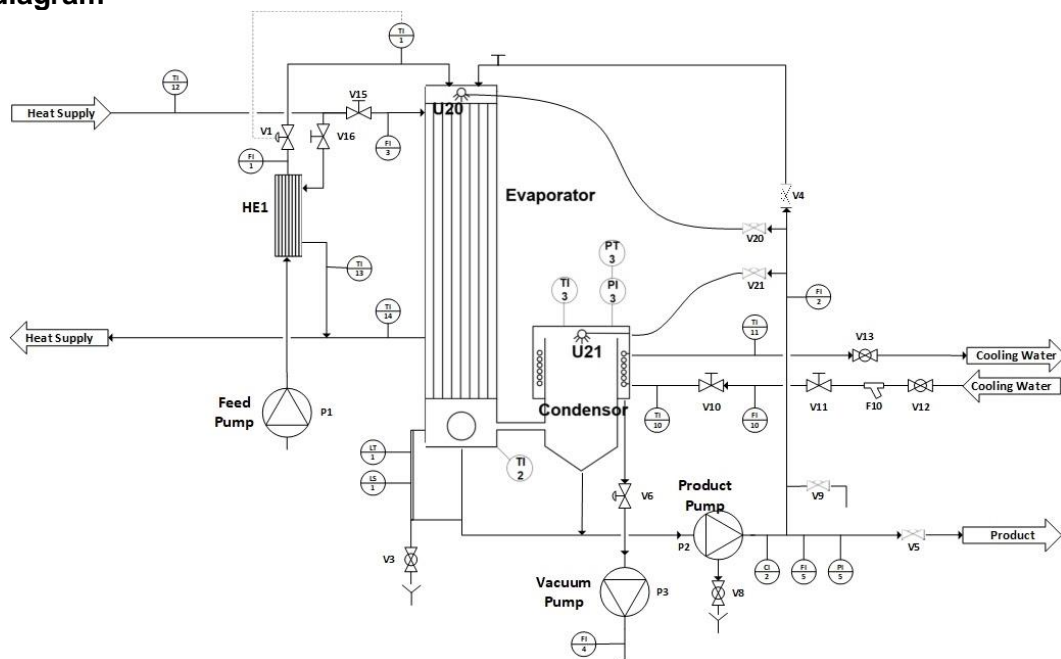 diagram
TI
1
TI
12
Heat Supply
V15
U20
V1
V16
FI
3
FI
1
HE1
Evaporator
V4
V20
TI
13
PT
3
TI
3
PI
3
V21
FI
2
TI
14
TI
11
V13
Heat Supply
U21
Cooling Water
Cooling Water
Feed
Pump
P1
Condensor
TI
10
V10
FI
10
V11
F10
V12
LT
1
LS
1
TI
2
V6
Product
Pump
V9
P2
Product
V5
CI
2
FI
5
PI
5
V3
Vacuum
Pump
P3
V8
FI
4